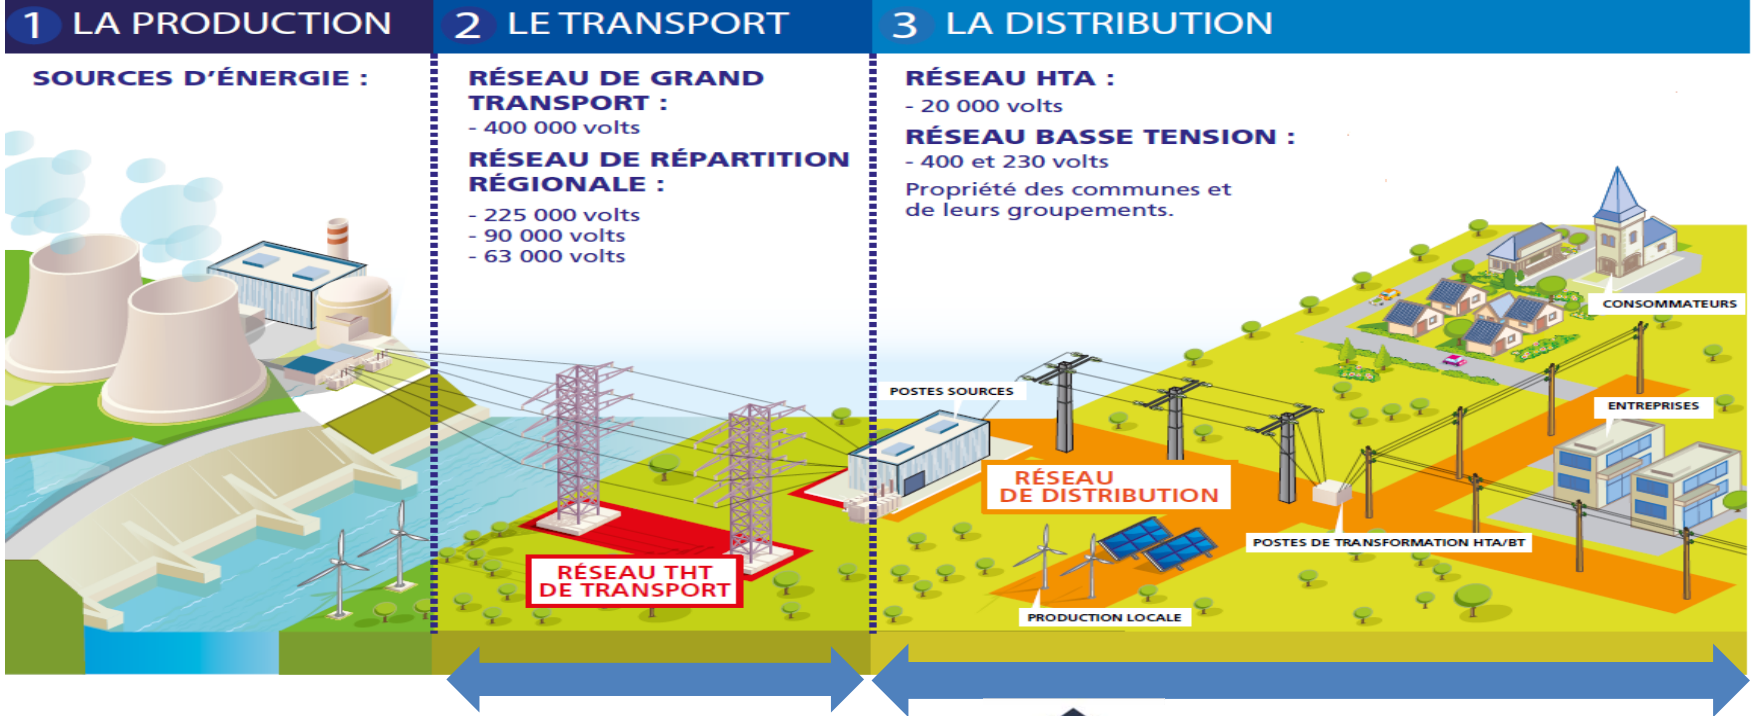 1 LA PRODUCTION
SOURCES D'ÉNERGIE :
2 LE TRANSPORT
RÉSEAU DE GRAND
TRANSPORT :
- 400 000 volts
RÉSEAU DE RÉPARTITION
RÉGIONALE :
- 225 000 volts
- 90 000 volts
- 63 000 volts
3 LA DISTRIBUTION
RÉSEAU HTA :
- 20 000 volts
RÉSEAU BASSE TENSION :
- 400 et 230 volts
Propriété des communes et
de leurs groupements.
CONSOMMATEURS
POSTES SOURCES
ENTREPRISES
RÉSEAU
DE DISTRIBUTION
POSTES DE TRANSFORMATION HTA/BT
RÉSEAU THT
DE TRANSPORT
PRODUCTION LOCALE